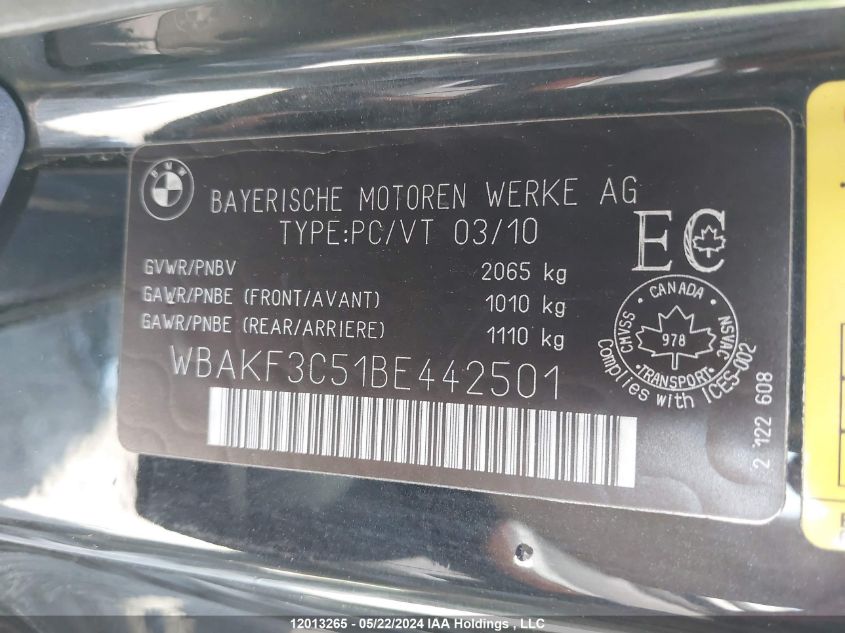 BMW
BAYERISCHE MOTOREN WERKE AG
TYPE:PC/VT 03/10
EC
GVWR/PNBV 2065 kg
GAWR/PNBE (FRONT/AVANT) 1010 kg
GAWR/PNBE (REAR/ARRIERE) 1110 kg
WBAKF3C51BE442501
CANADA
CMVSS
978
NSVAC
TRANSPORT
Complies with ICES-002
2 122 608
12013265 - 05/22/2024 IAA Holdings , LLC